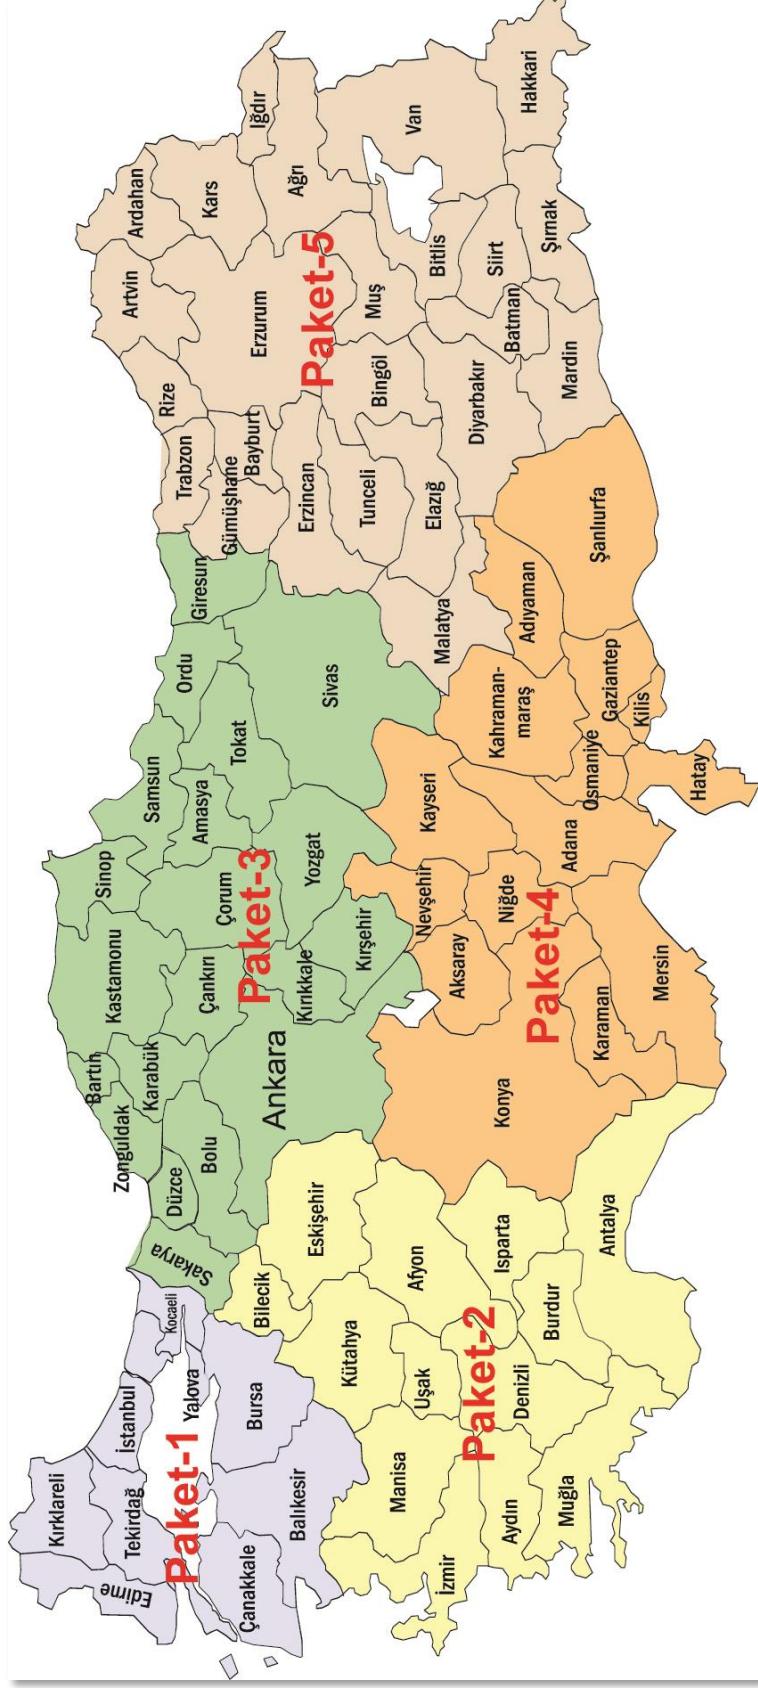 Kırklareli
Edirne
Tekirdağ
İstanbul
Kocaeli
Yalova
Paket-1
Çanakkale
Balıkesir
Bursa
Bilecik
Eskişehir
Kütahya
Manisa
Uşak
Afyon
İzmir
Paket-2
Aydın
Denizli
Isparta
Burdur
Muğla
Antalya
Sakarya
Düzce
Zonguldak
Bartın
Karabük
Bolu
Kastamonu
Sinop
Çankırı
Ankara
Paket-3
Çorum
Samsun
Amasya
Tokat
Ordu
Giresun
Kırıkkale
Kırşehir
Yozgat
Sivas
Konya
Aksaray
Nevşehir
Niğde
Kayseri
Paket-4
Karaman
Mersin
Adana
Osmaniye
Hatay
Kahraman-
maraş
Gaziantep
Kilis
Adıyaman
Şanlıurfa
Trabzon
Rize
Artvin
Ardahan
Kars
Iğdır
Ağrı
Gümüşhane
Bayburt
Erzurum
Erzincan
Paket-5
Tunceli
Bingöl
Muş
Malatya
Elazığ
Diyarbakır
Batman
Bitlis
Siirt
Van
Mardin
Şırnak
Hakkari